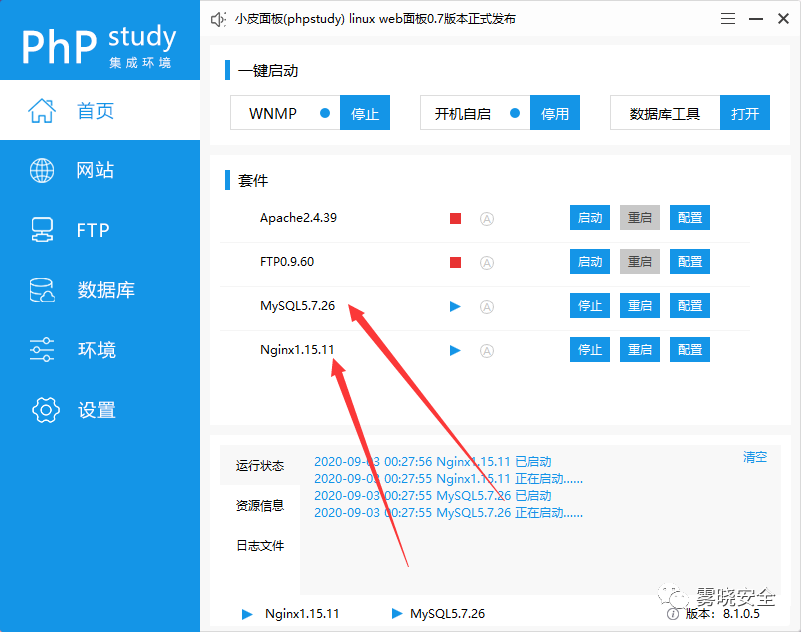 PhP study
集成环境
小皮面板(phpstudy) linux web面板0.7版本正式发布
首页
网站
FTP
数据库
环境
设置
一键启动
WNMP 停止 开机自启 停用 数据库工具 打开
套件
Apache2.4.39 A 启动 重启 配置
FTP0.9.60 A 启动 重启 配置
MySQL5.7.26 A 停止 重启 配置
Nginx1.15.11 A 停止 重启 配置
运行状态
资源信息
日志文件
清空
2020-09-03 00:27:56 Nginx1.15.11 已启动
2020-09-03 00:27:55 Nginx1.15.11 正在启动......
2020-09-03 00:27:55 MySQL5.7.26 已启动
2020-09-03 00:27:55 MySQL5.7.26 正在启动......
雾晓安全
Nginx1.15.11 MySQL5.7.26 版本：8.1.0.5